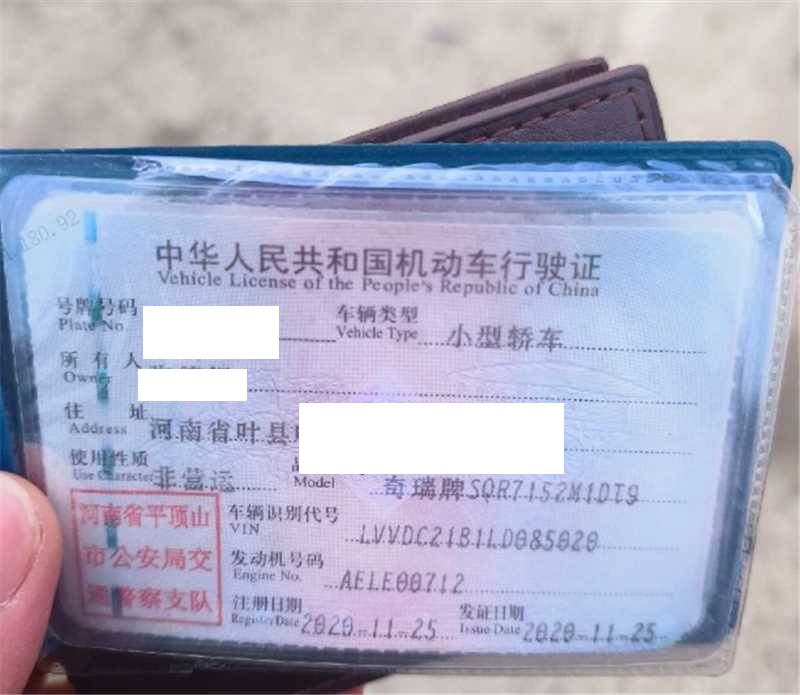 180.92
中华人民共和国机动车行驶证
Vehicle License of the People's Republic of China
号牌号码 车辆类型 小型轿车
Plate No. Vehicle Type
所有人
Owner
住址 河南省叶县
Address
使用性质 非营运
Use Character Model 奇瑞牌SQR7152M1DT9
河南省平顶山
市公安局交
通警察支队
车辆识别代号 LVVDC21B1LD085020
VIN
发动机号码 AELE00712
Engine No.
注册日期 2020-11-25 发证日期 2020-11-25
Register Date Issue Date